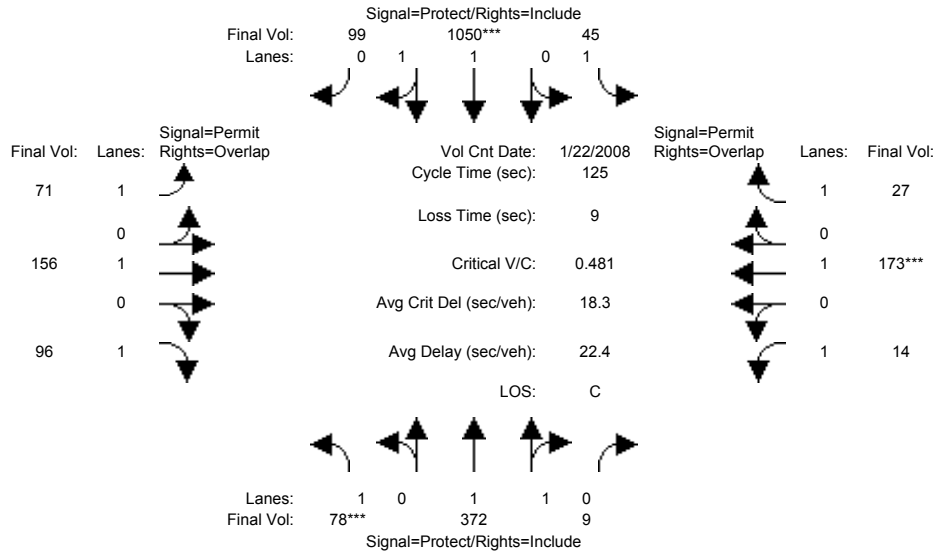 Signal=Protect/Rights=Include
Final Vol: 99 1050*** 45
Lanes: 0 1 1 0 1
Signal=Permit Signal=Permit
Final Vol: Lanes: Rights=Overlap Vol Cnt Date: 1/22/2008 Rights=Overlap Lanes: Final Vol:
Cycle Time (sec): 125
71 1 1 27
Loss Time (sec): 9
0 0
156 1 Critical V/C: 0.481 1 173***
0 Avg Crit Del (sec/veh): 18.3 0
96 1 Avg Delay (sec/veh): 22.4 1 14
LOS: C
Lanes: 1 0 1 1 0
Final Vol: 78*** 372 9
Signal=Protect/Rights=Include